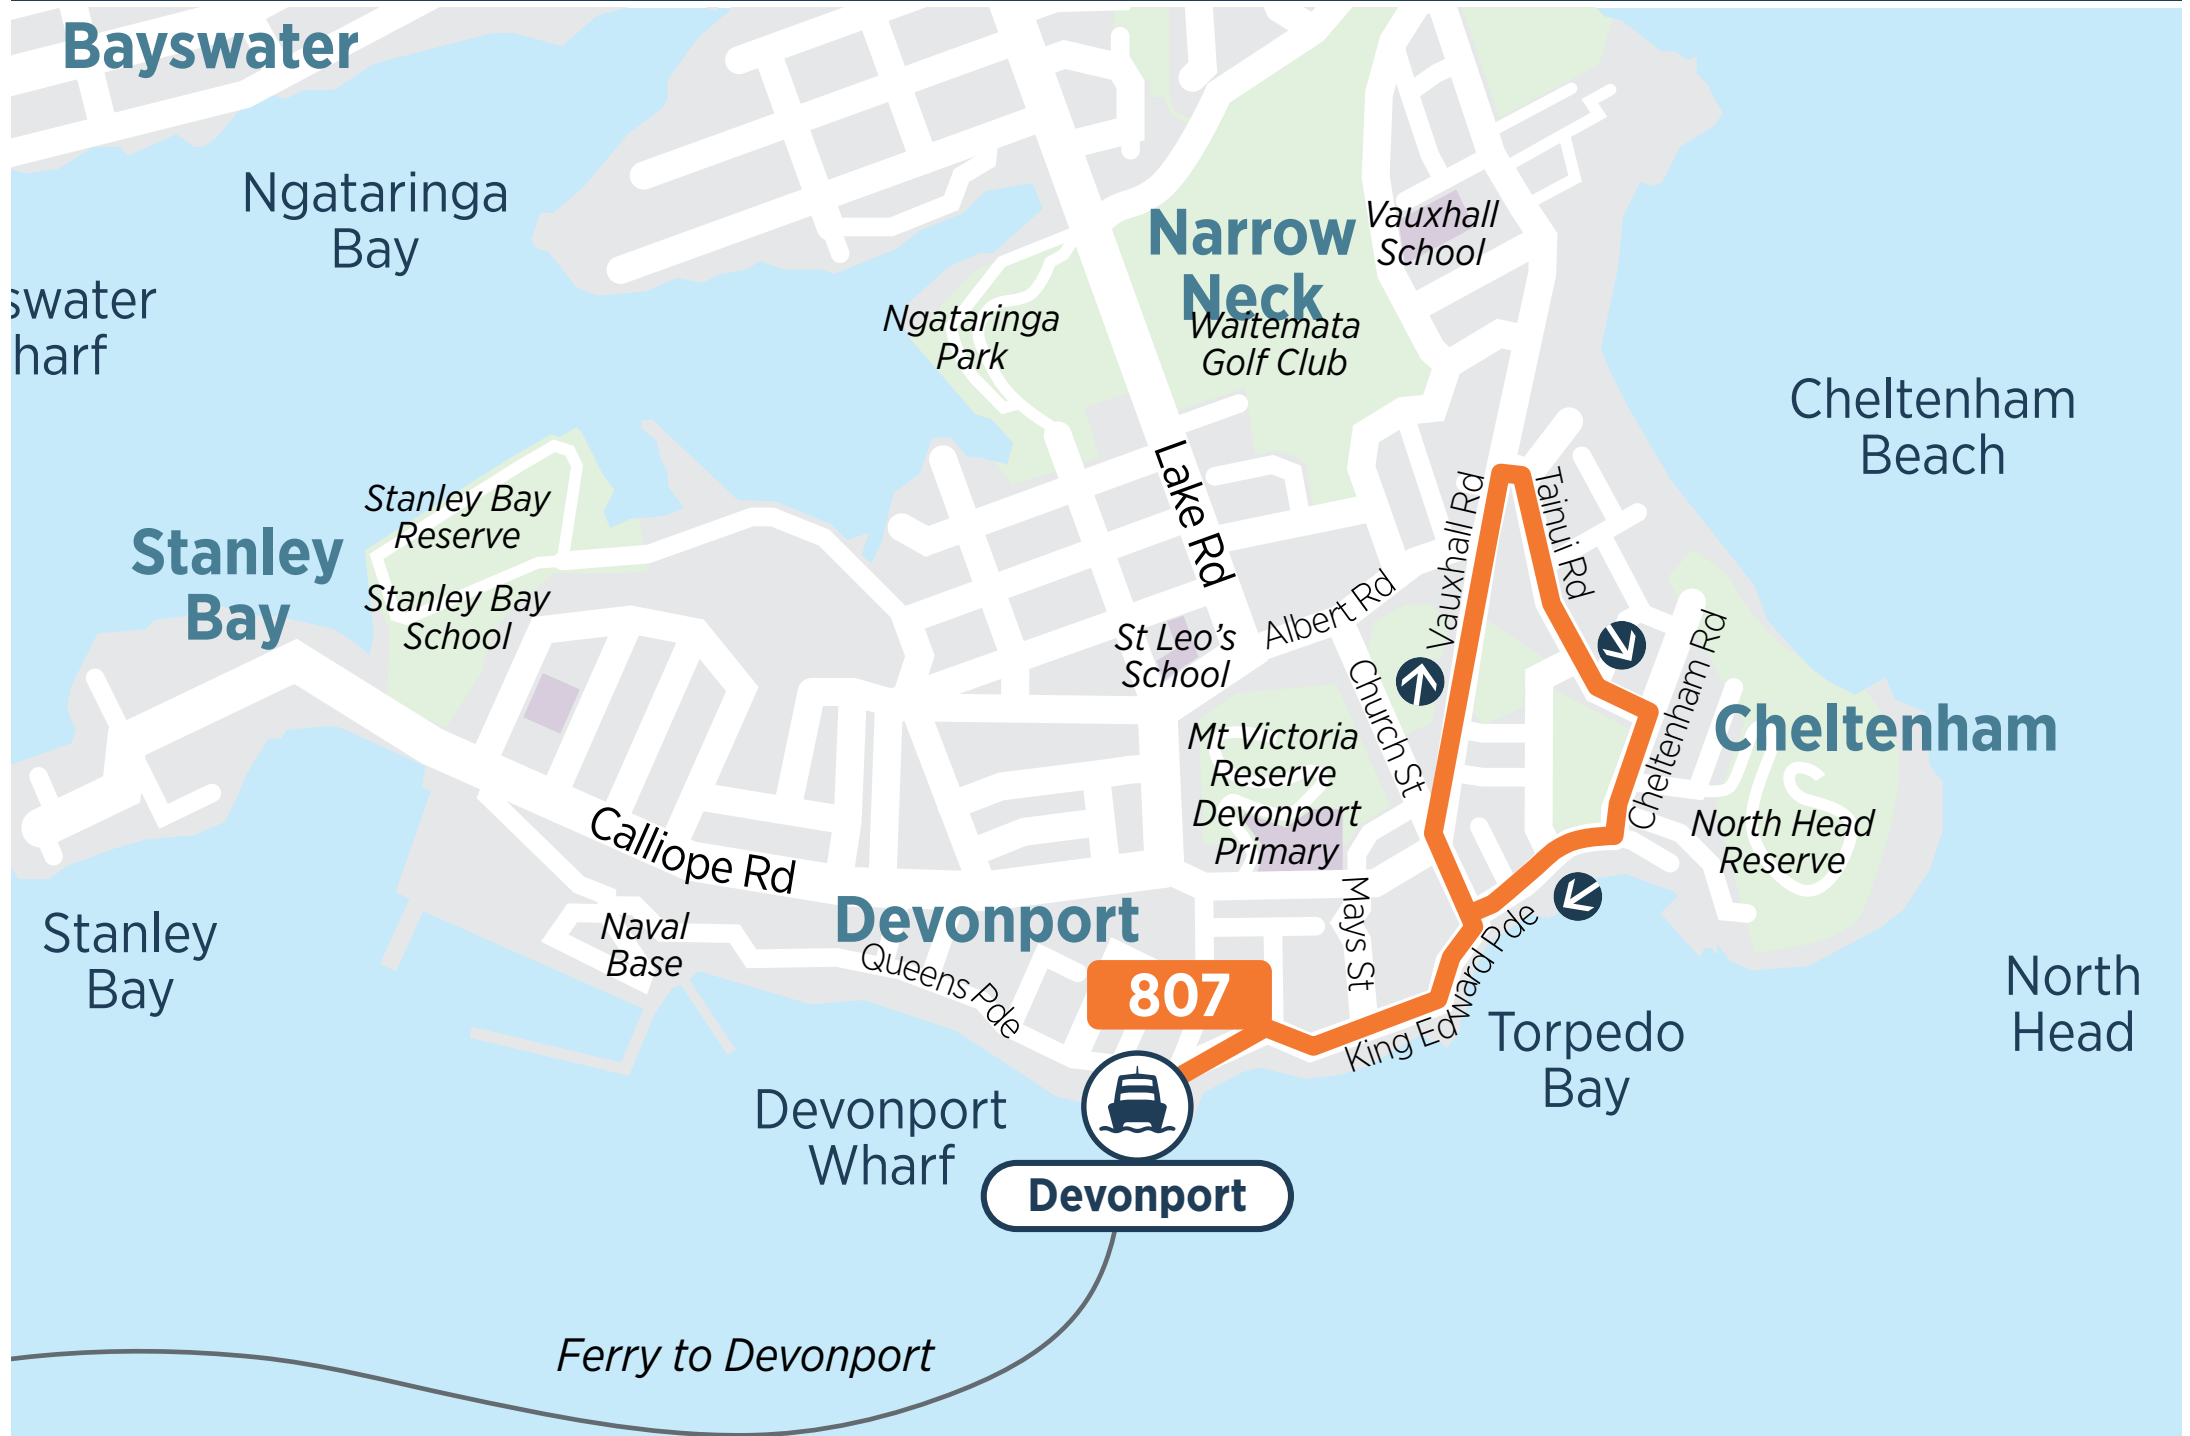 Bayswater
Ngataringa
Bay
swater
harf
Narrow
Neck
Vauxhall
School
Waitemata
Golf Club
Ngataringa
Park
Cheltenham
Beach
Stanley Bay
Reserve
Stanley
Bay
Stanley Bay
School
Lake Rd
Vauxhall Rd
Tainui Rd
Albert Rd
St Leo's
School
Church St
Cheltenham Rd
Cheltenham
Mt Victoria
Reserve
Devonport
Primary
North Head
Reserve
Calliope Rd
Devonport
Mays St
Naval
Base
Queens Pde
Stanley
Bay
807
King Edward Pde
Torpedo
Bay
North
Head
Devonport
Wharf
Devonport
Ferry to Devonport